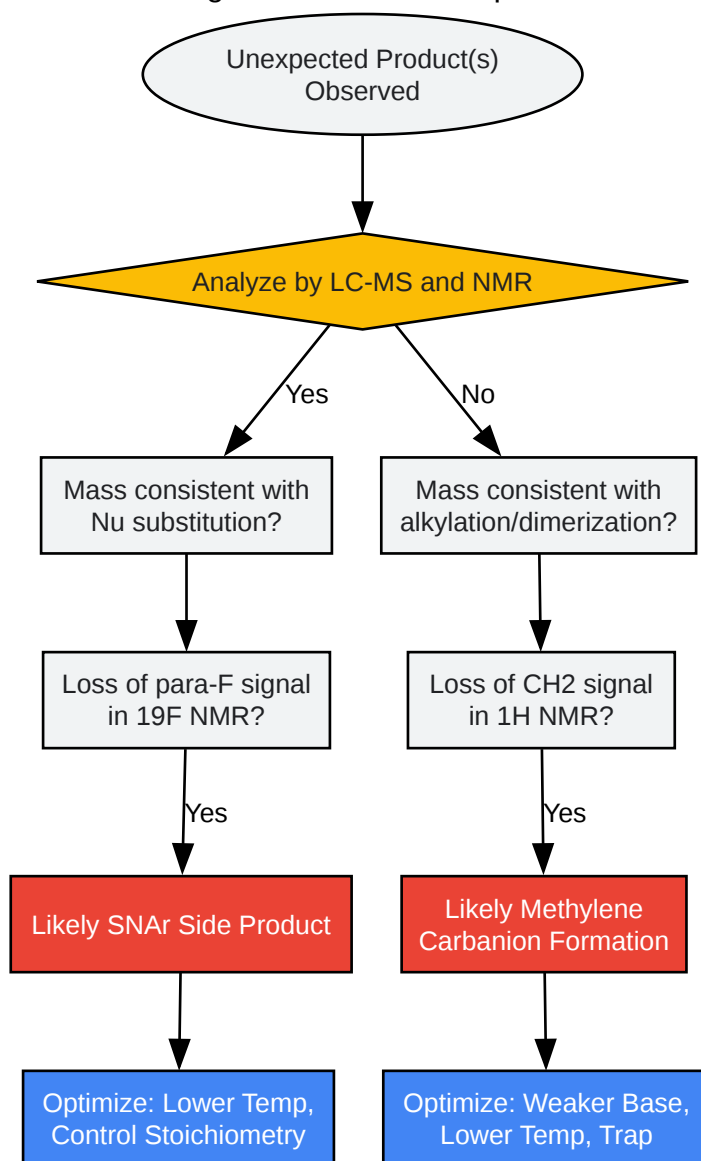 Unexpected Product(s)
Observed
Analyze by LC-MS and NMR
Yes
No
Mass consistent with
Nu substitution?
Mass consistent with
alkylation/dimerization?
Loss of para-F signal
in 19F NMR?
Loss of CH2 signal
in 1H NMR?
Yes
Yes
Likely SNAr Side Product
Likely Methylene
Carbanion Formation
Optimize: Lower Temp,
Control Stoichiometry
Optimize: Weaker Base,
Lower Temp, Trap